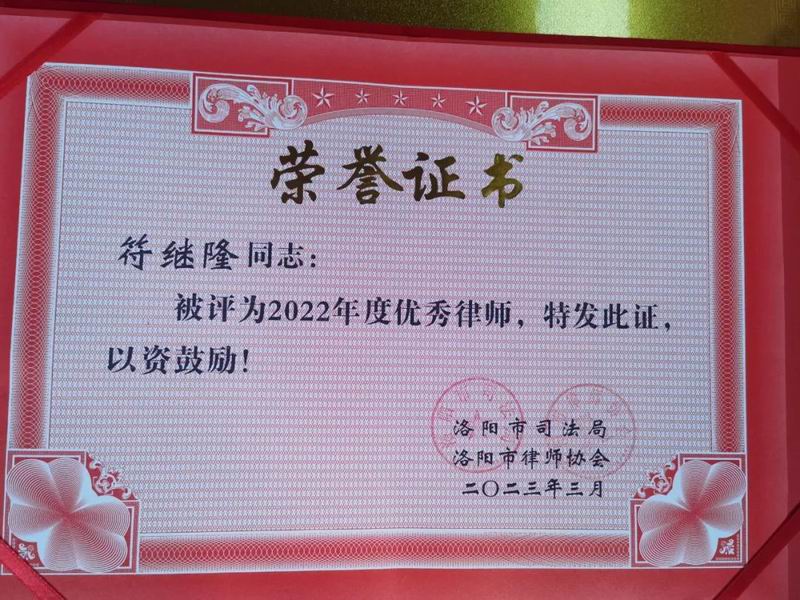 荣誉证书
符继隆同志：
被评为2022年度优秀律师，特发此证，
以资鼓励！
洛阳市司法局
洛阳市律师协会
二〇二三年三月